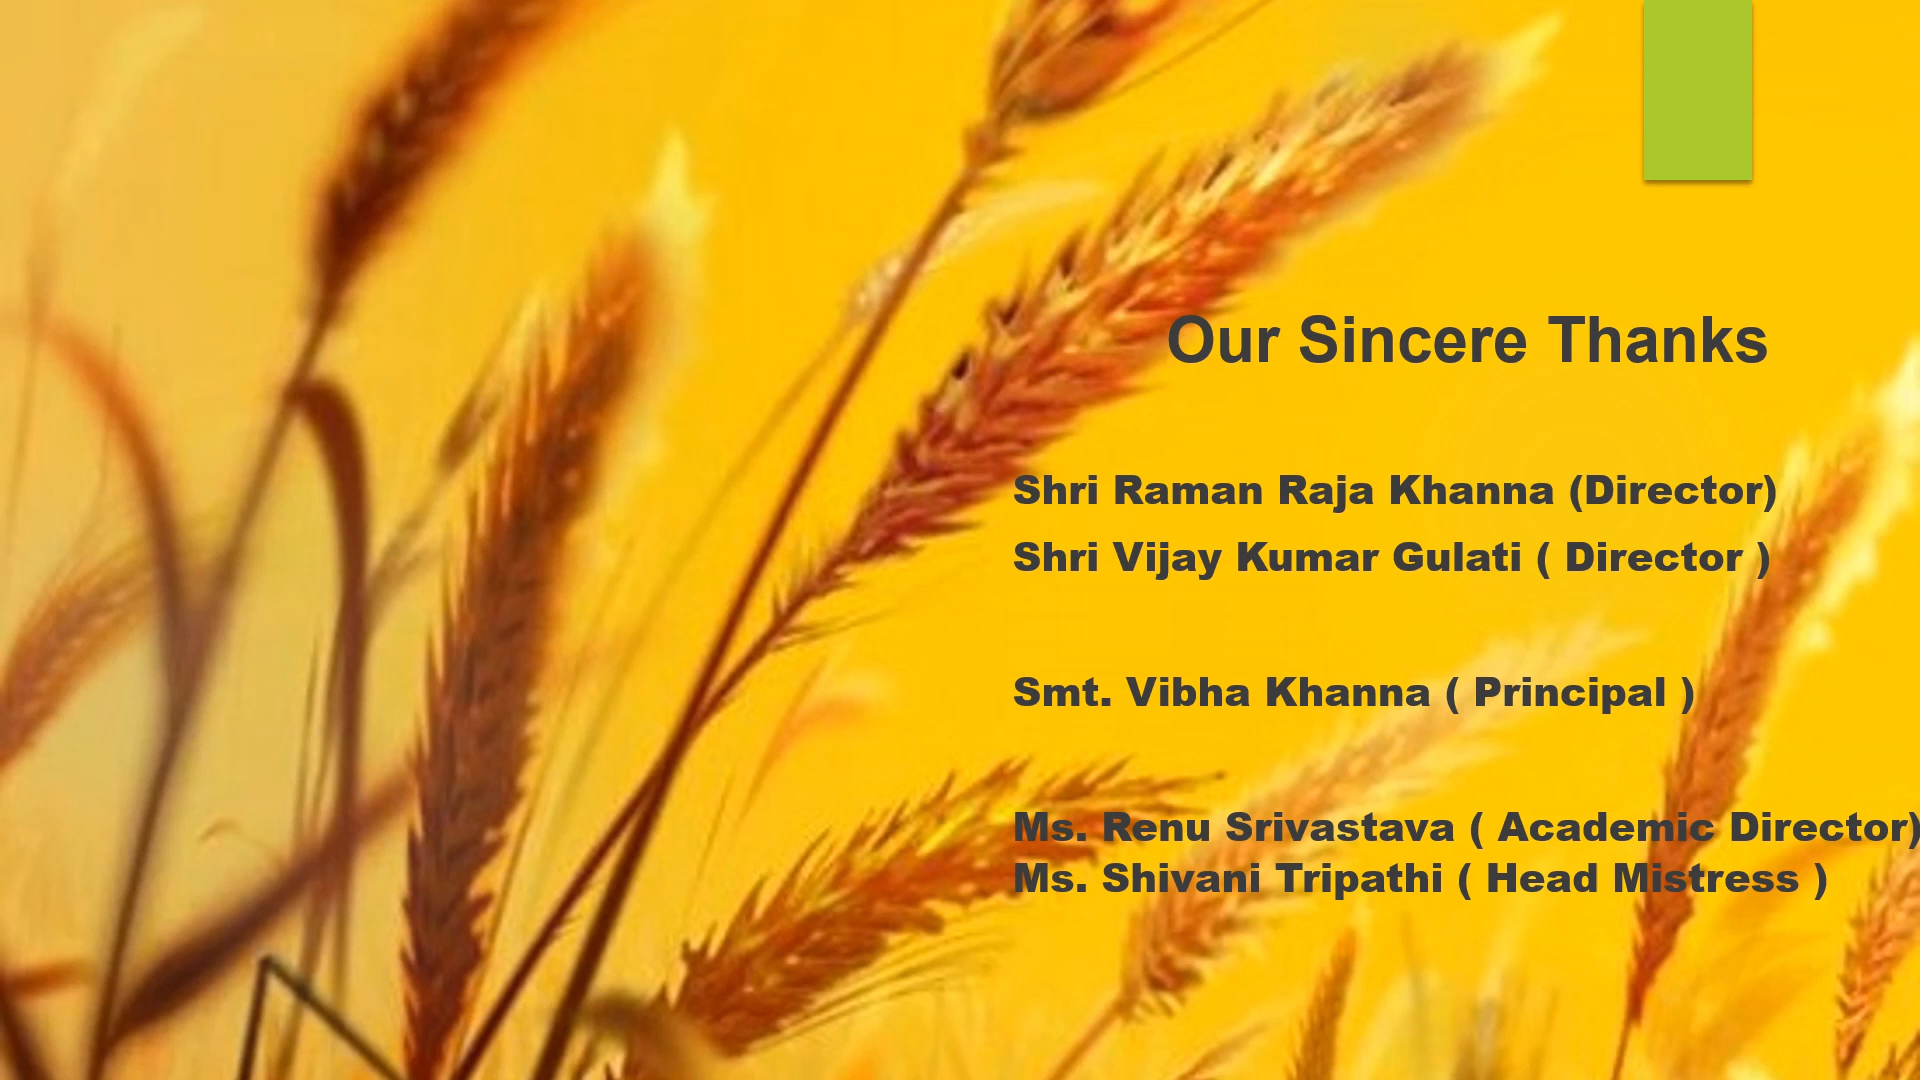 Our Sincere Thanks
Shri Raman Raja Khanna (Director)
Shri Vijay Kumar Gulati ( Director )
Smt. Vibha Khanna ( Principal )
Ms. Renu Srivastava ( Academic Director)
Ms. Shivani Tripathi ( Head Mistress )